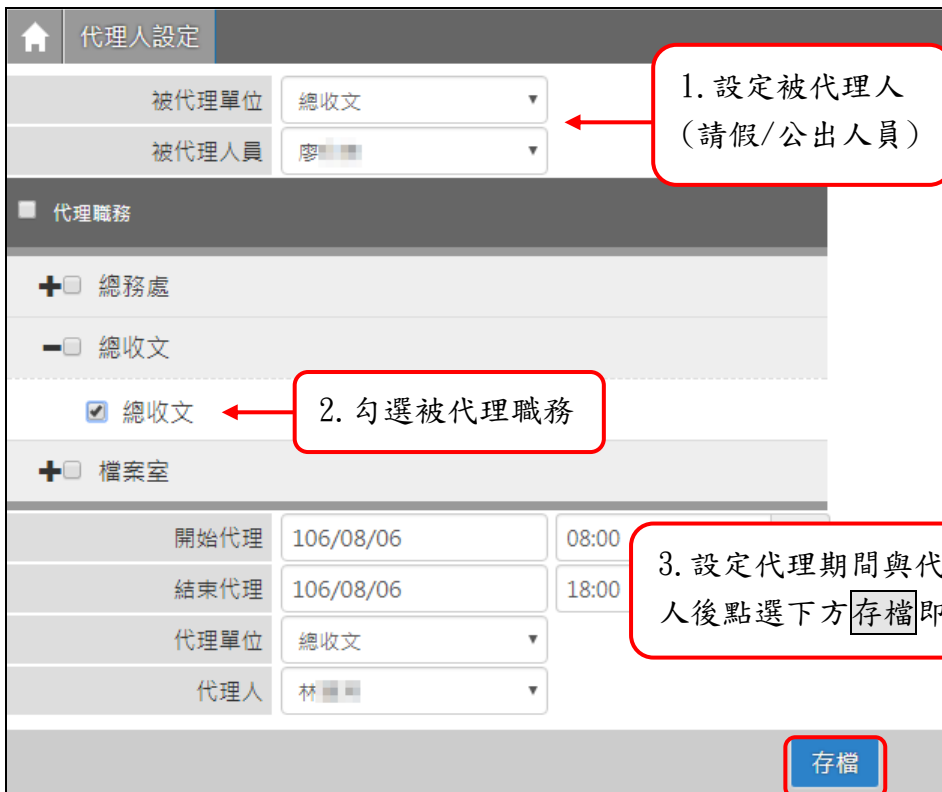 代理人設定
被代理單位 總收文
1.設定被代理人
(請假/公出人員)
被代理人員 廖
代理職務
總務處
總收文
總收文
2.勾選被代理職務
檔案室
開始代理 106/08/06 08:00
結束代理 106/08/06 18:00
3.設定代理期間與代
人後點選下方存檔即
代理單位 總收文
代理人 林
存檔